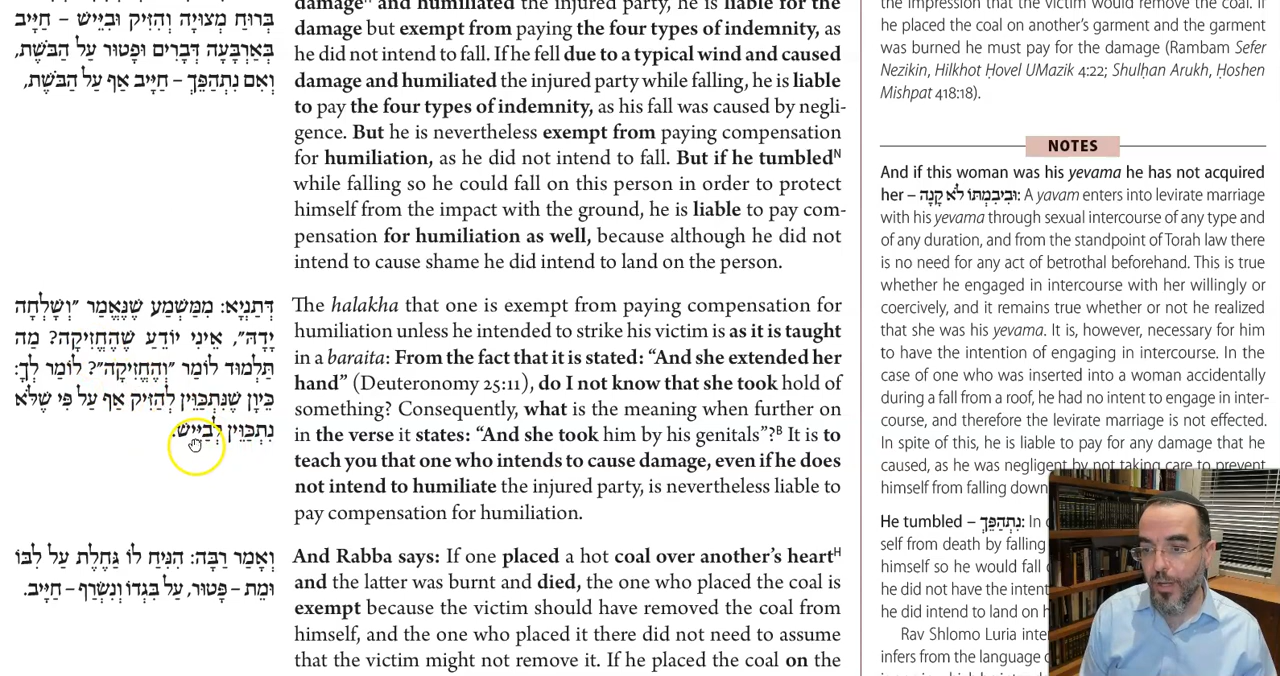 בְּרוּחַ מְצוּיָה וְהִזִּיק וּבִיֵּישׁ – חַיָּיב
בְּאַרְבָּעָה דְּבָרִים וּפָטוּר עַל הַבֹּשֶׁת,
וְאִם נִתְהַפֵּךְ – חַיָּיב אַף עַל הַבֹּשֶׁת,
דְּתַנְיָא: מִמַּשְׁמַע שֶׁנֶּאֱמַר ״וְשָׁלְחָה
יָדָהּ״, אֵינִי יוֹדֵעַ שֶׁהֶחֱזִיקָה? מַה
תַּלְמוּד לוֹמַר ״וְהֶחֱזִיקָה״? לוֹמַר לְךָ:
כֵּיוָן שֶׁנִּתְכַּוֵּין לְהַזִּיק אַף עַל פִּי שֶׁלֹּא
נִתְכַּוֵּין לְבַיֵּישׁ.
וְאָמַר רַבָּה: הִנִּיחַ לוֹ גַּחֶלֶת עַל לִבּוֹ
וּמֵת – פָּטוּר, עַל בִּגְדוֹ וְנִשְׂרַף – חַיָּיב.
damageᴴ and humiliated the injured party, he is liable for the
damage but exempt from paying the four types of indemnity, as
he did not intend to fall. If he fell due to a typical wind and caused
damage and humiliated the injured party while falling, he is liable
to pay the four types of indemnity, as his fall was caused by negli-
gence. But he is nevertheless exempt from paying compensation
for humiliation, as he did not intend to fall. But if he tumbledᴺ
while falling so he could fall on this person in order to protect
himself from the impact with the ground, he is liable to pay com-
pensation for humiliation as well, because although he did not
intend to cause shame he did intend to land on the person.
The halakha that one is exempt from paying compensation for
humiliation unless he intended to strike his victim is as it is taught
in a baraita: From the fact that it is stated: “And she extended her
hand” (Deuteronomy 25:11), do I not know that she took hold of
something? Consequently, what is the meaning when further on
in the verse it states: “And she took him by his genitals”?ᴮ It is to
teach you that one who intends to cause damage, even if he does
not intend to humiliate the injured party, is nevertheless liable to
pay compensation for humiliation.
And Rabba says: If one placed a hot coal over another’s heartᴴ
and the latter was burnt and died, the one who placed the coal is
exempt because the victim should have removed the coal from
himself, and the one who placed it there did not need to assume
that the victim might not remove it. If he placed the coal on the
the impression that the victim would remove the coal. If
he placed the coal on another’s garment and the garment
was burned he must pay for the damage (Rambam Sefer
Nezikin, Hilkhot Ḥovel UMazik 4:22; Shulḥan Arukh, Ḥoshen
Mishpat 418:18).
NOTES
And if this woman was his yevama he has not acquired
her – וּבִיבִמְתּוֹ לֹא קָנָה: A yavam enters into levirate marriage
with his yevama through sexual intercourse of any type and
of any duration, and from the standpoint of Torah law there
is no need for any act of betrothal beforehand. This is true
whether he engaged in intercourse with her willingly or
coercively, and it remains true whether or not he realized
that she was his yevama. It is, however, necessary for him
to have the intention of engaging in intercourse. In the
case of one who was inserted into a woman accidentally
during a fall from a roof, he had no intent to engage in inter-
course, and therefore the levirate marriage is not effected.
In spite of this, he is liable to pay for any damage that he
caused, as he was negligent by not taking care to prevent
himself from falling down
He tumbled – נִתְהַפֵּךְ: In
self from death by falling
himself so he would fall
he did not have the intent
he did intend to land on h
Rav Shlomo Luria inte
infers from the language